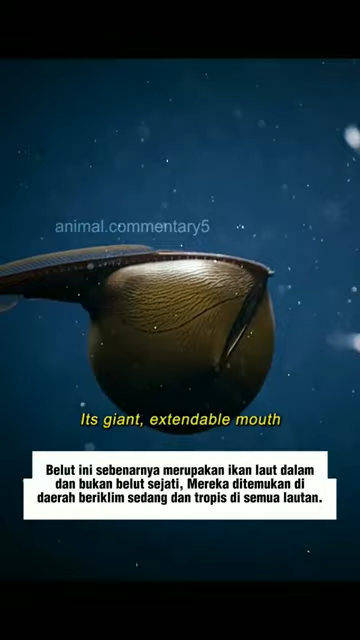 animal.commentary5
Its giant, extendable mouth
Belut ini sebenarnya merupakan ikan laut dalam
dan bukan belut sejati, Mereka ditemukan di
daerah beriklim sedang dan tropis di semua lautan.